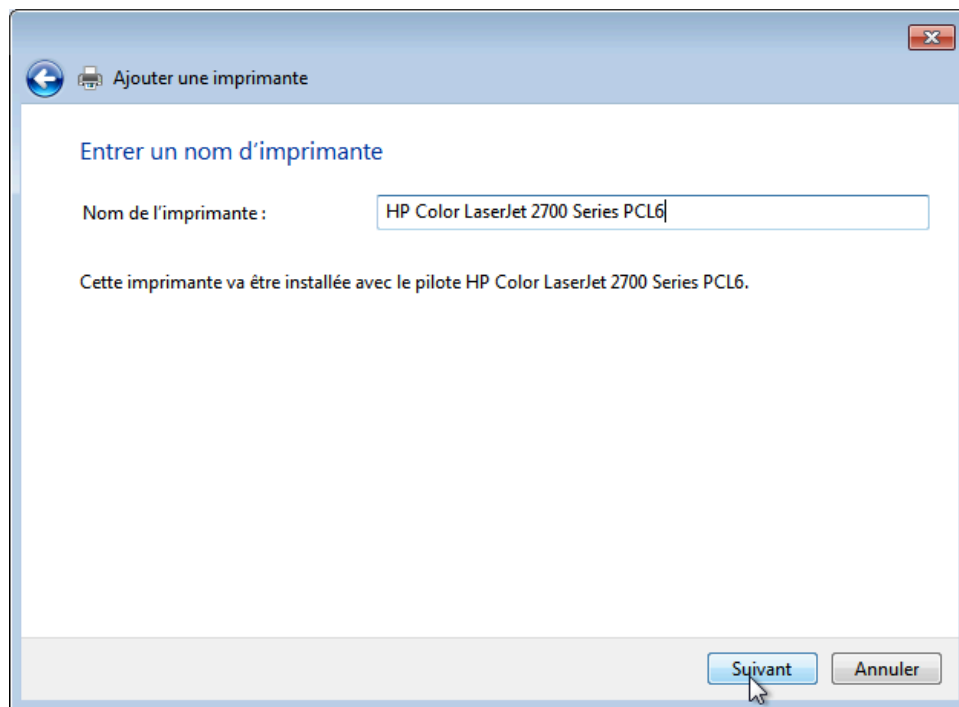 Ajouter une imprimante
Entrer un nom d’imprimante
Nom de l’imprimante : HP Color LaserJet 2700 Series PCL6
Cette imprimante va être installée avec le pilote HP Color LaserJet 2700 Series PCL6.
Suivant Annuler